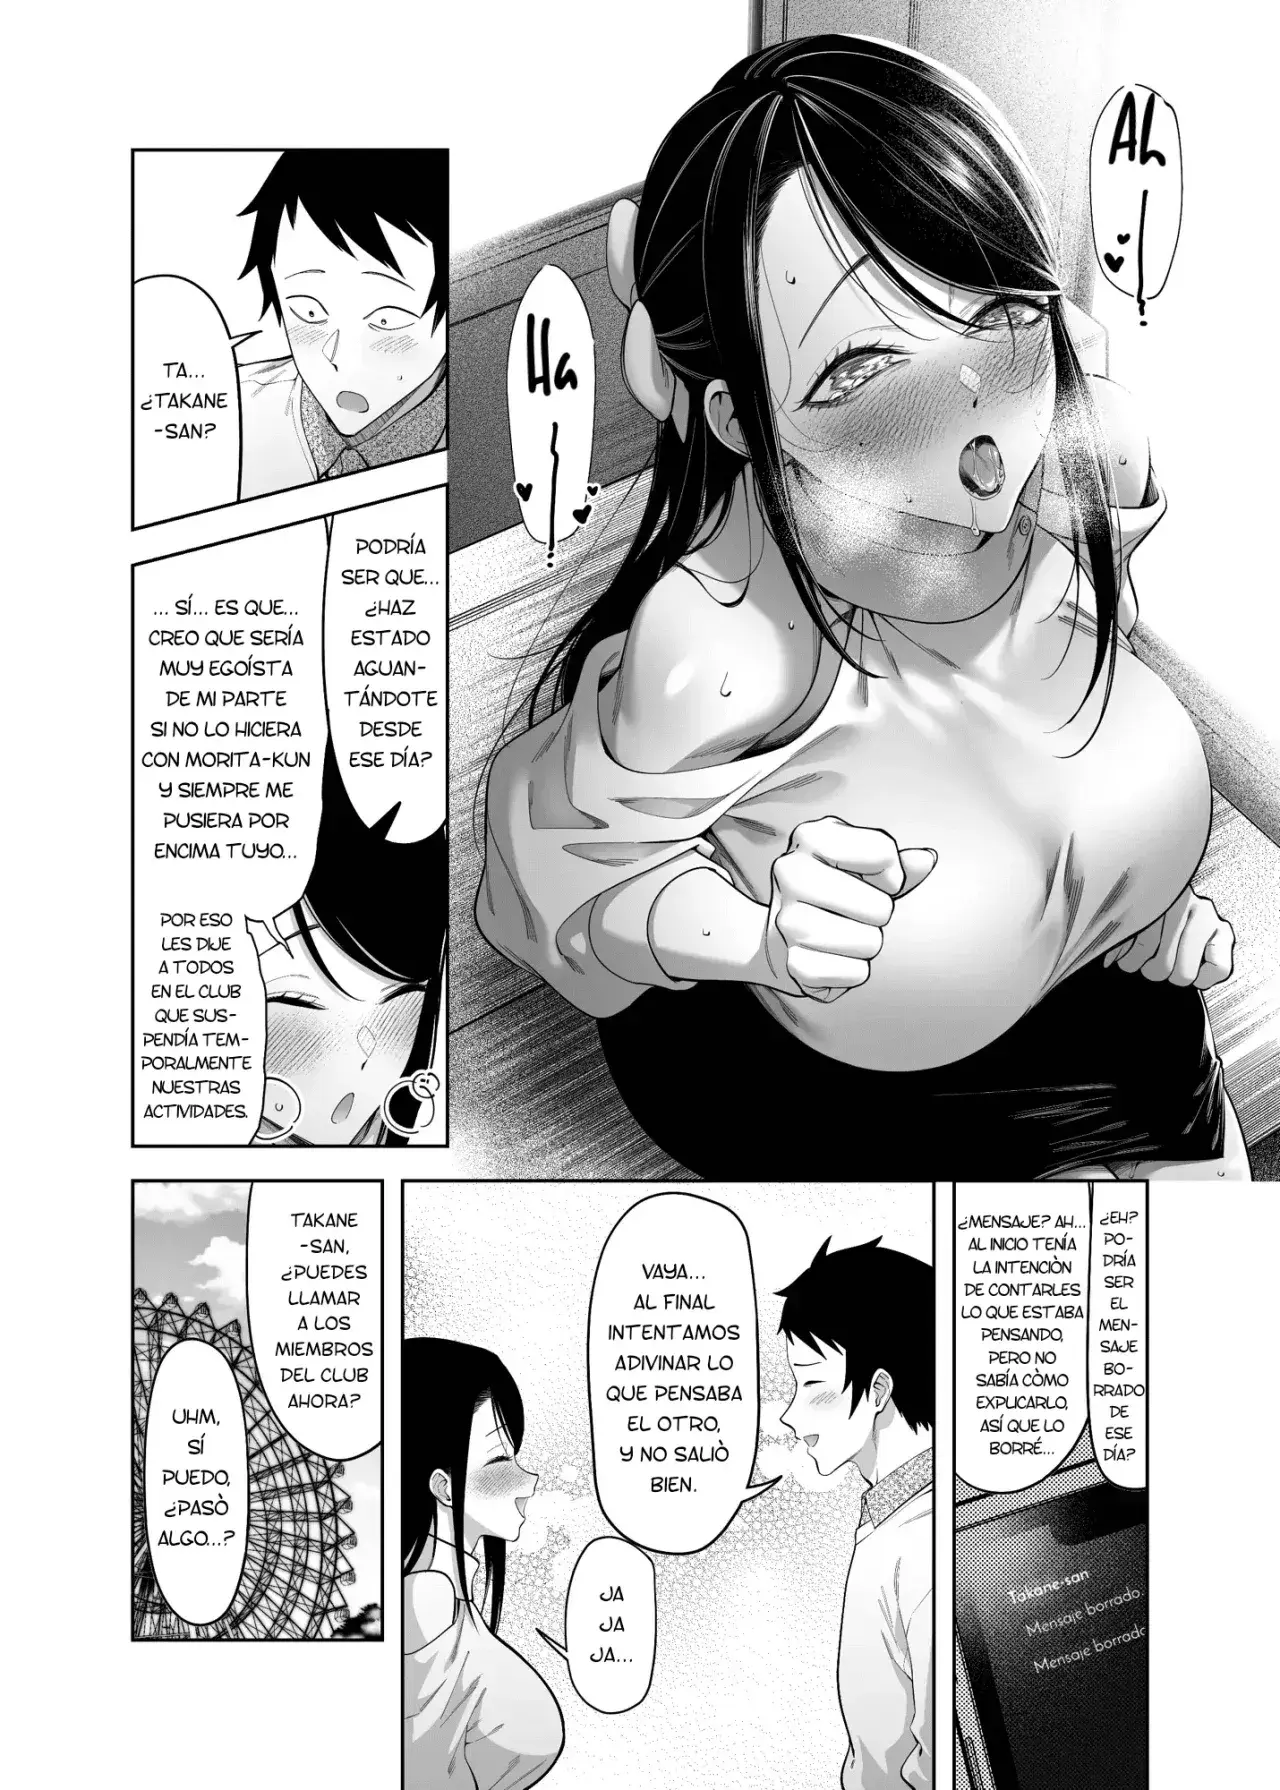 Ah
Ha
TA...
¿TAKANE
-SAN?
PODRÍA
SER QUE...
¿HAZ
ESTADO
AGUAN-
TÁNDOTE
DESDE
ESE DÍA?
... SÍ... ES QUE...
CREO QUE SERÍA
MUY EGOÍSTA
DE MI PARTE
SI NO LO HICIERA
CON MORITA-KUN
Y SIEMPRE ME
PUSIERA POR
ENCIMA TUYO...
POR ESO
LES DIJE
A TODOS
EN EL CLUB
QUE SUS-
PENDÍA TEM-
PORALMENTE
NUESTRAS
ACTIVIDADES.
¿EH?
PO-
DRÍA
SER
EL
MEN-
SAJE
BO-
RRADO
DE
ESE
DÍA?
¿MENSAJE? AH...
AL INICIO TENÍA
LA INTENCIÒN
DE CONTARLES
LO QUE ESTABA
PENSANDO,
PERO NO
SABÍA CÒMO
EXPLICARLO,
ASÍ QUE LO
BORRÉ...
Takane-san
Mensaje borrado
Mensaje borrado
VAYA...
AL FINAL
INTENTAMOS
ADIVINAR LO
QUE PENSABA
EL OTRO,
Y NO SALIÒ
BIEN.
JA
JA
JA...
TAKANE
-SAN,
¿PUEDES
LLAMAR
A LOS
MIEMBROS
DEL CLUB
AHORA?
UHM,
SÍ
PUEDO,
¿PASÒ
ALGO...?